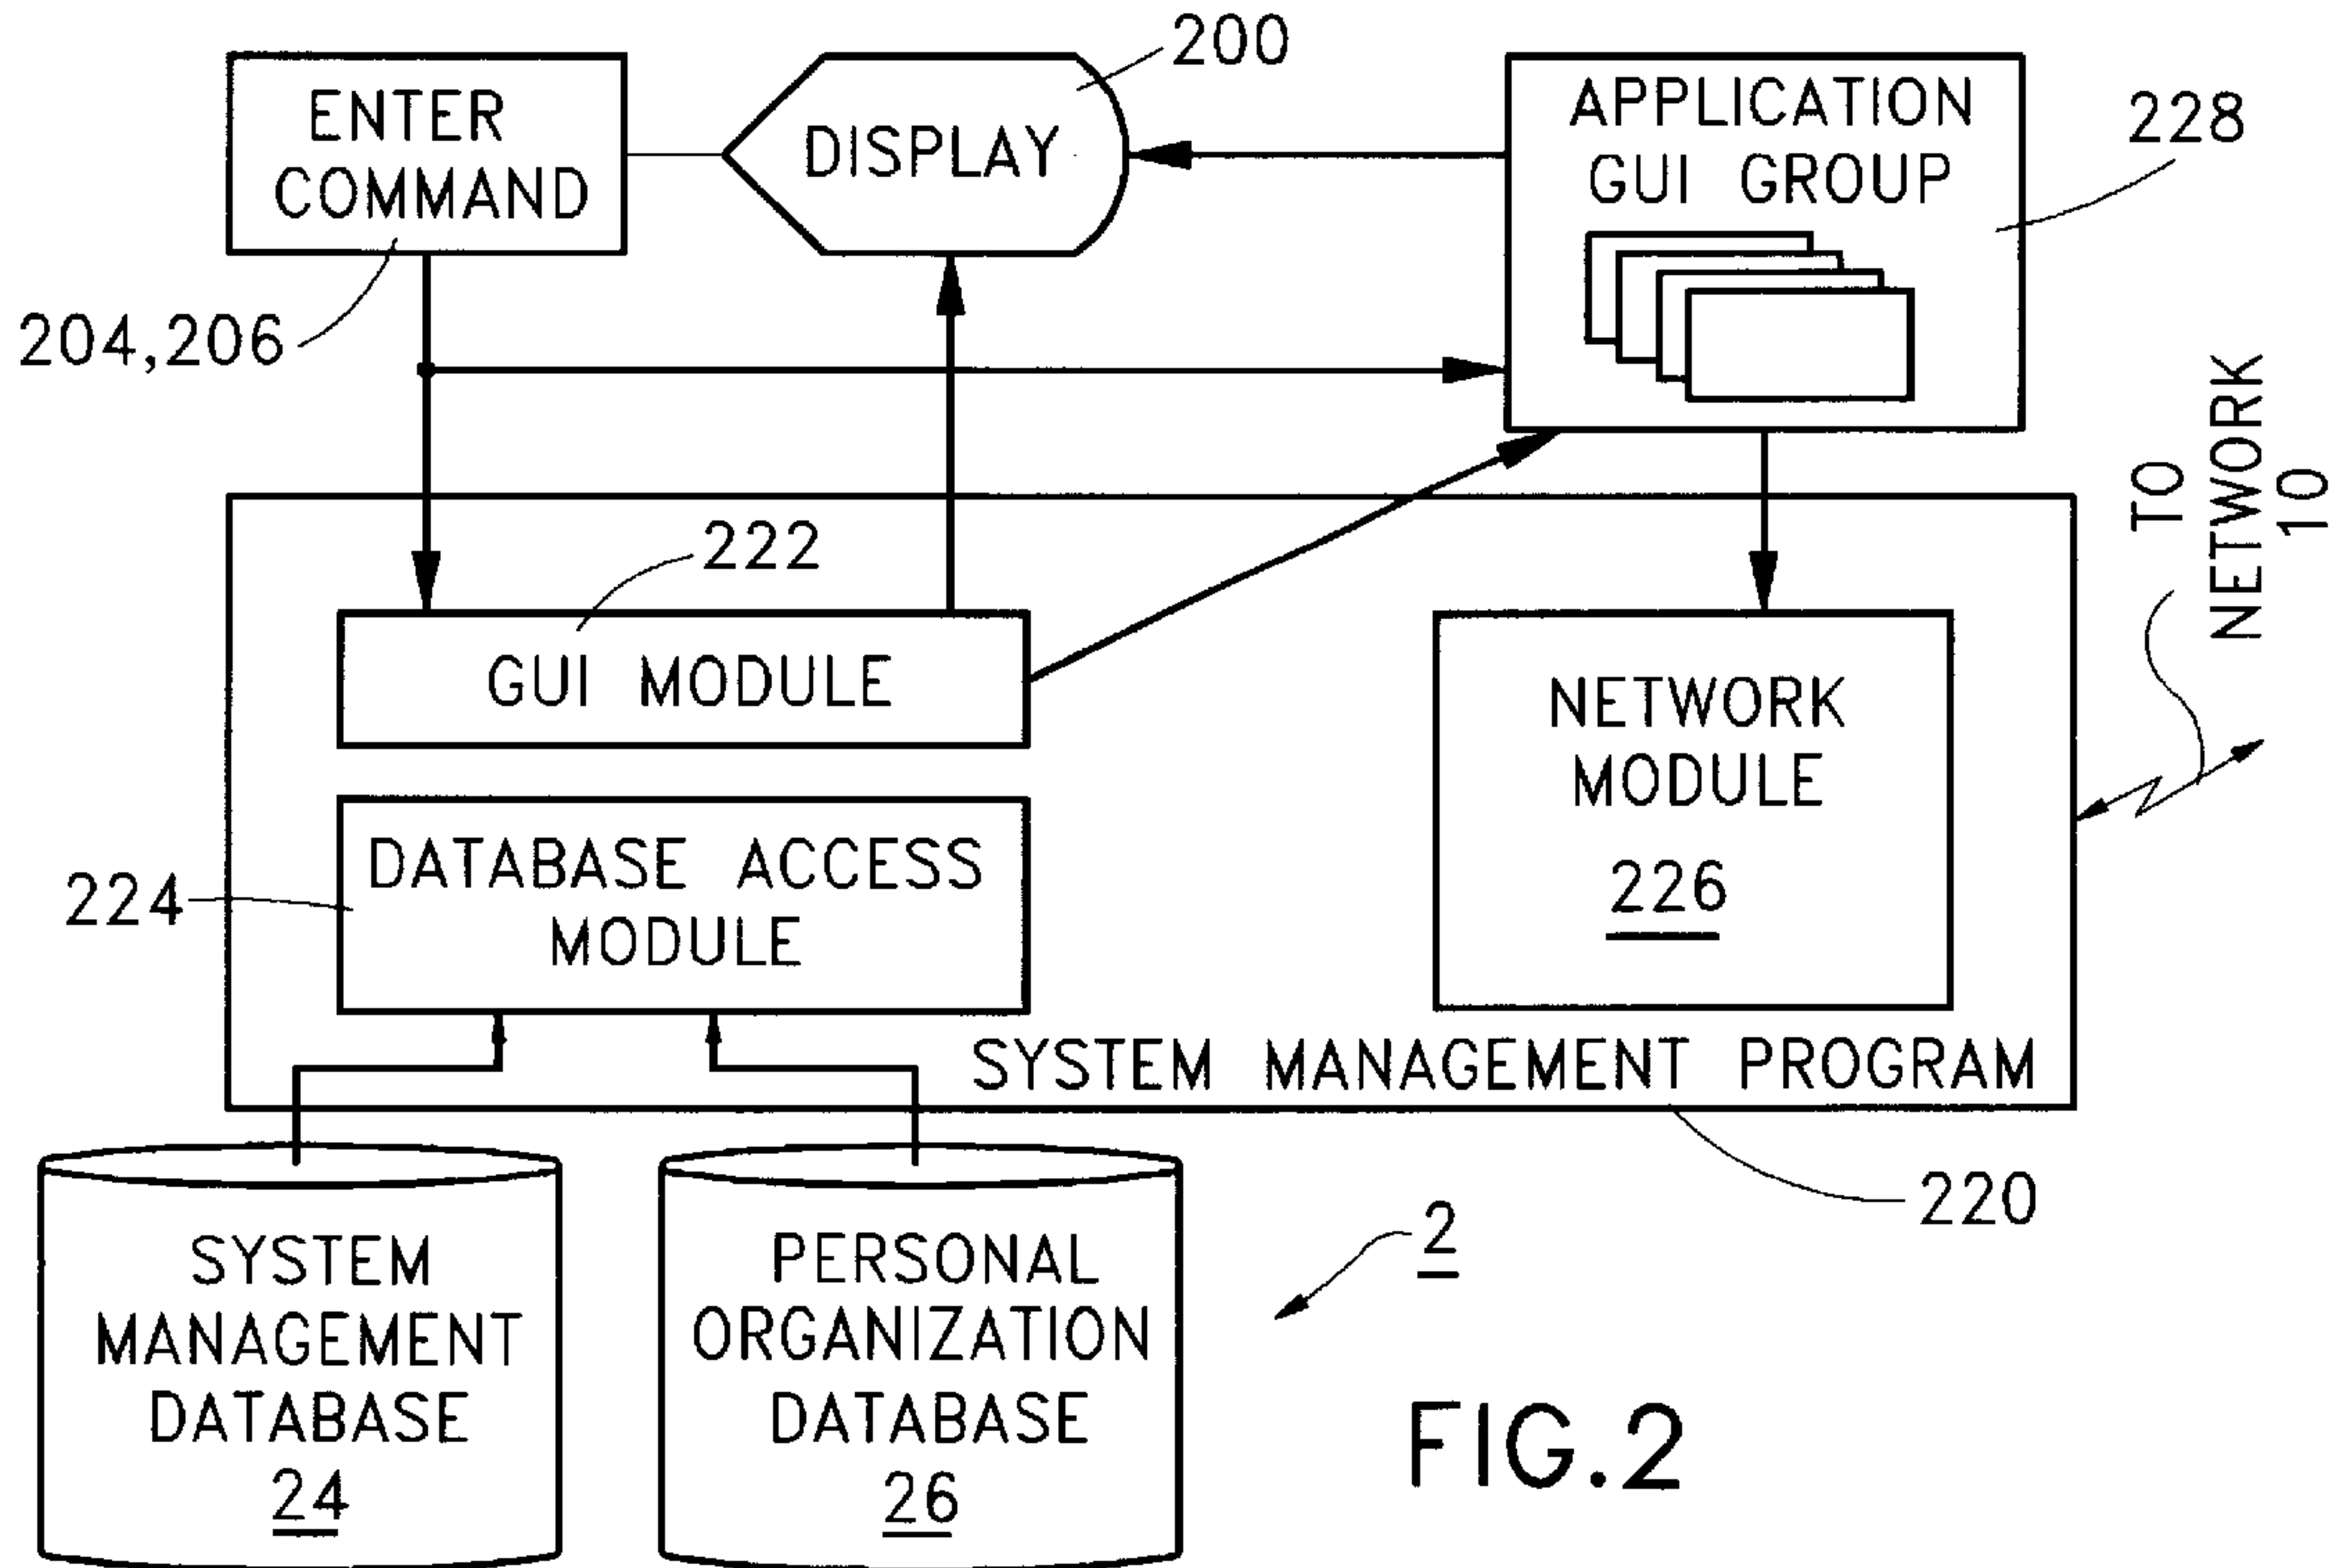 200
ENTER
COMMAND
DISPLAY
APPLICATION
GUI GROUP
228
204,206
TO
NETWORK
10
222
GUI MODULE
NETWORK
MODULE
226
224
DATABASE ACCESS
MODULE
SYSTEM MANAGEMENT PROGRAM
220
SYSTEM
MANAGEMENT
DATABASE
24
PERSONAL
ORGANIZATION
DATABASE
26
2
FIG.2